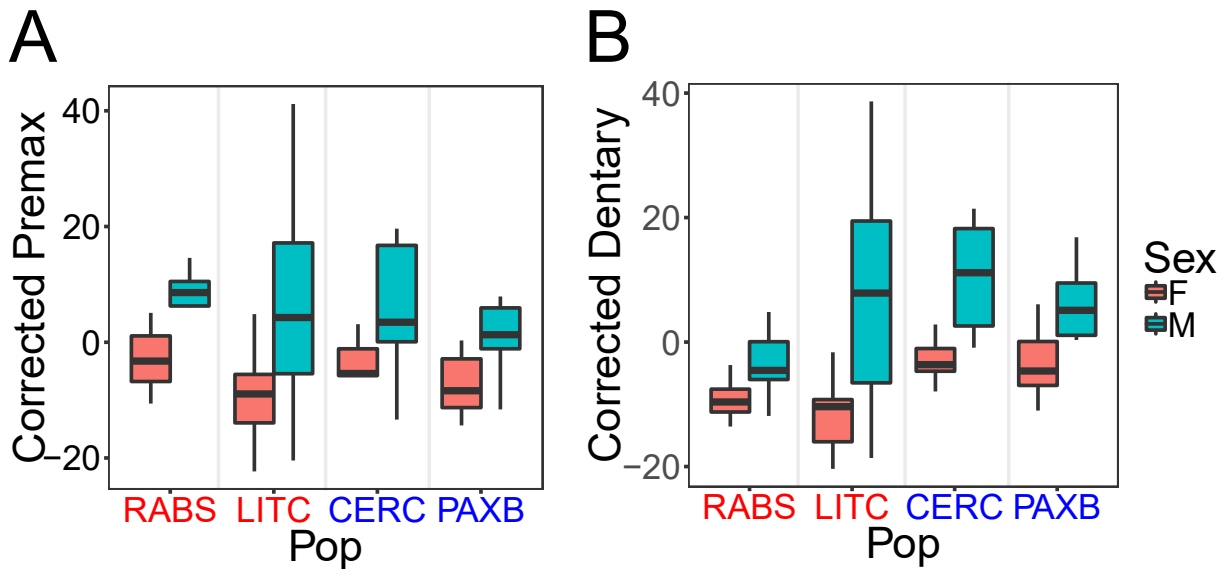 A
Corrected Premax
40
20
0
−20
RABS LITC CERC PAXB
Pop
B
Corrected Dentary
40
20
0
−20
RABS LITC CERC PAXB
Pop
Sex
F
M